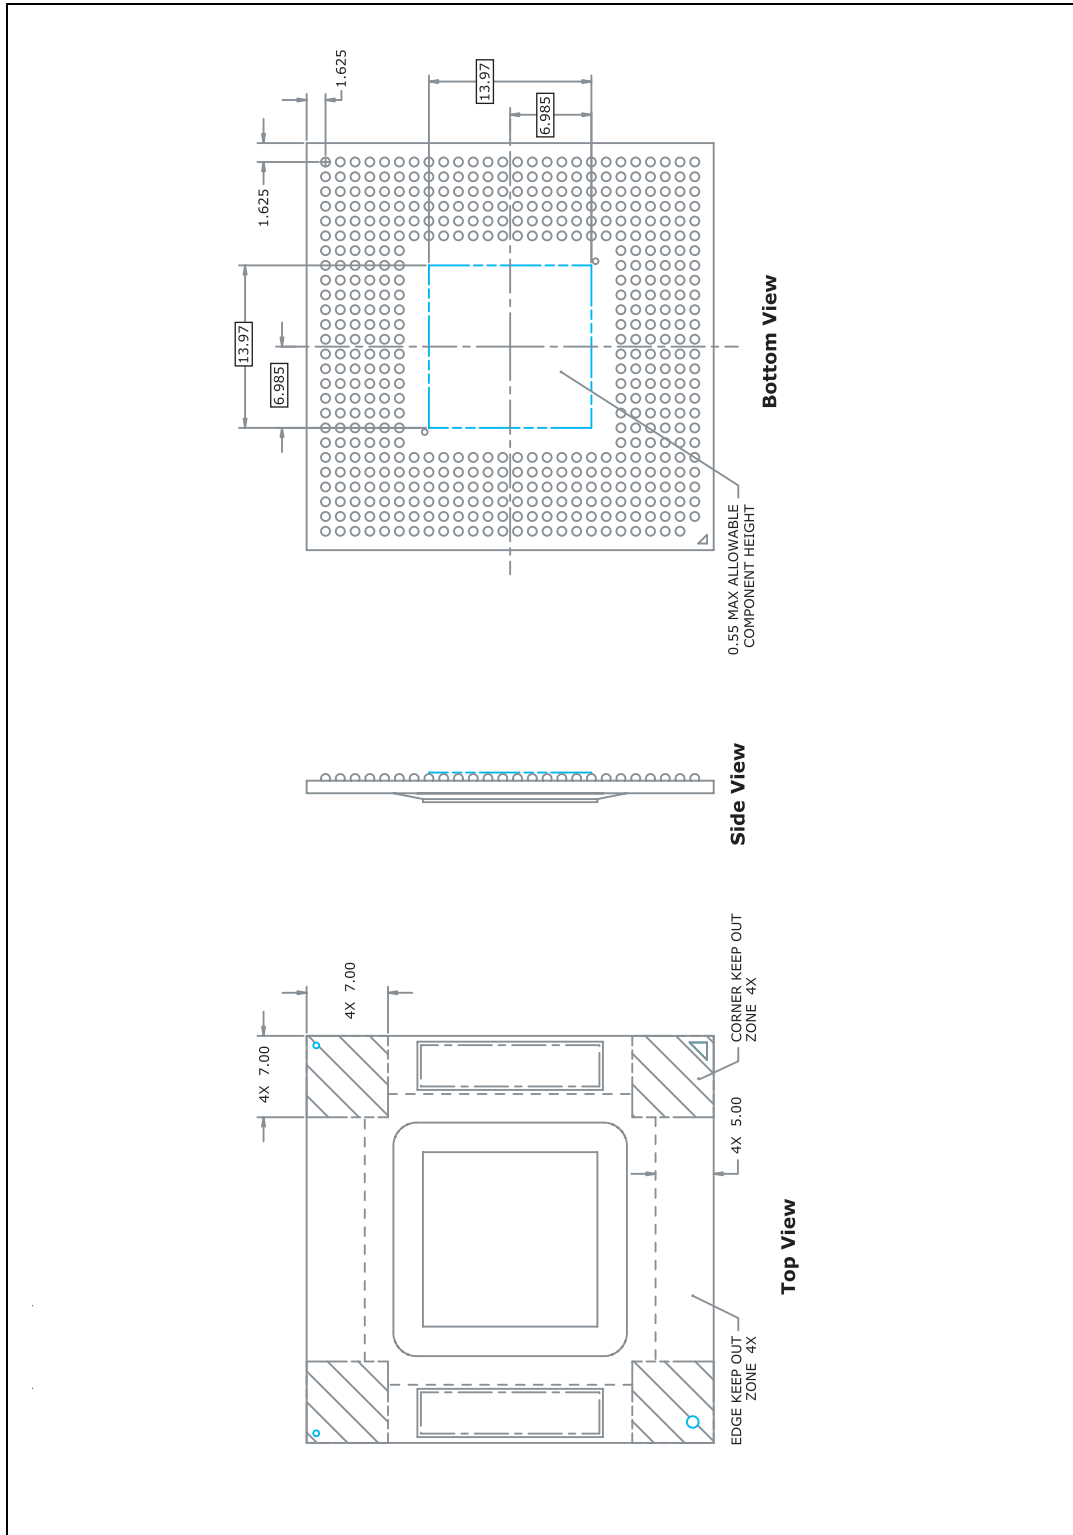 1.625
13.97
6.985
1.625
13.97
6.985
Bottom View
0.55 MAX ALLOWABLE
COMPONENT HEIGHT
Side View
4X 7.00
4X 7.00
CORNER KEEP OUT
ZONE 4X
4X 5.00
Top View
EDGE KEEP OUT
ZONE 4X